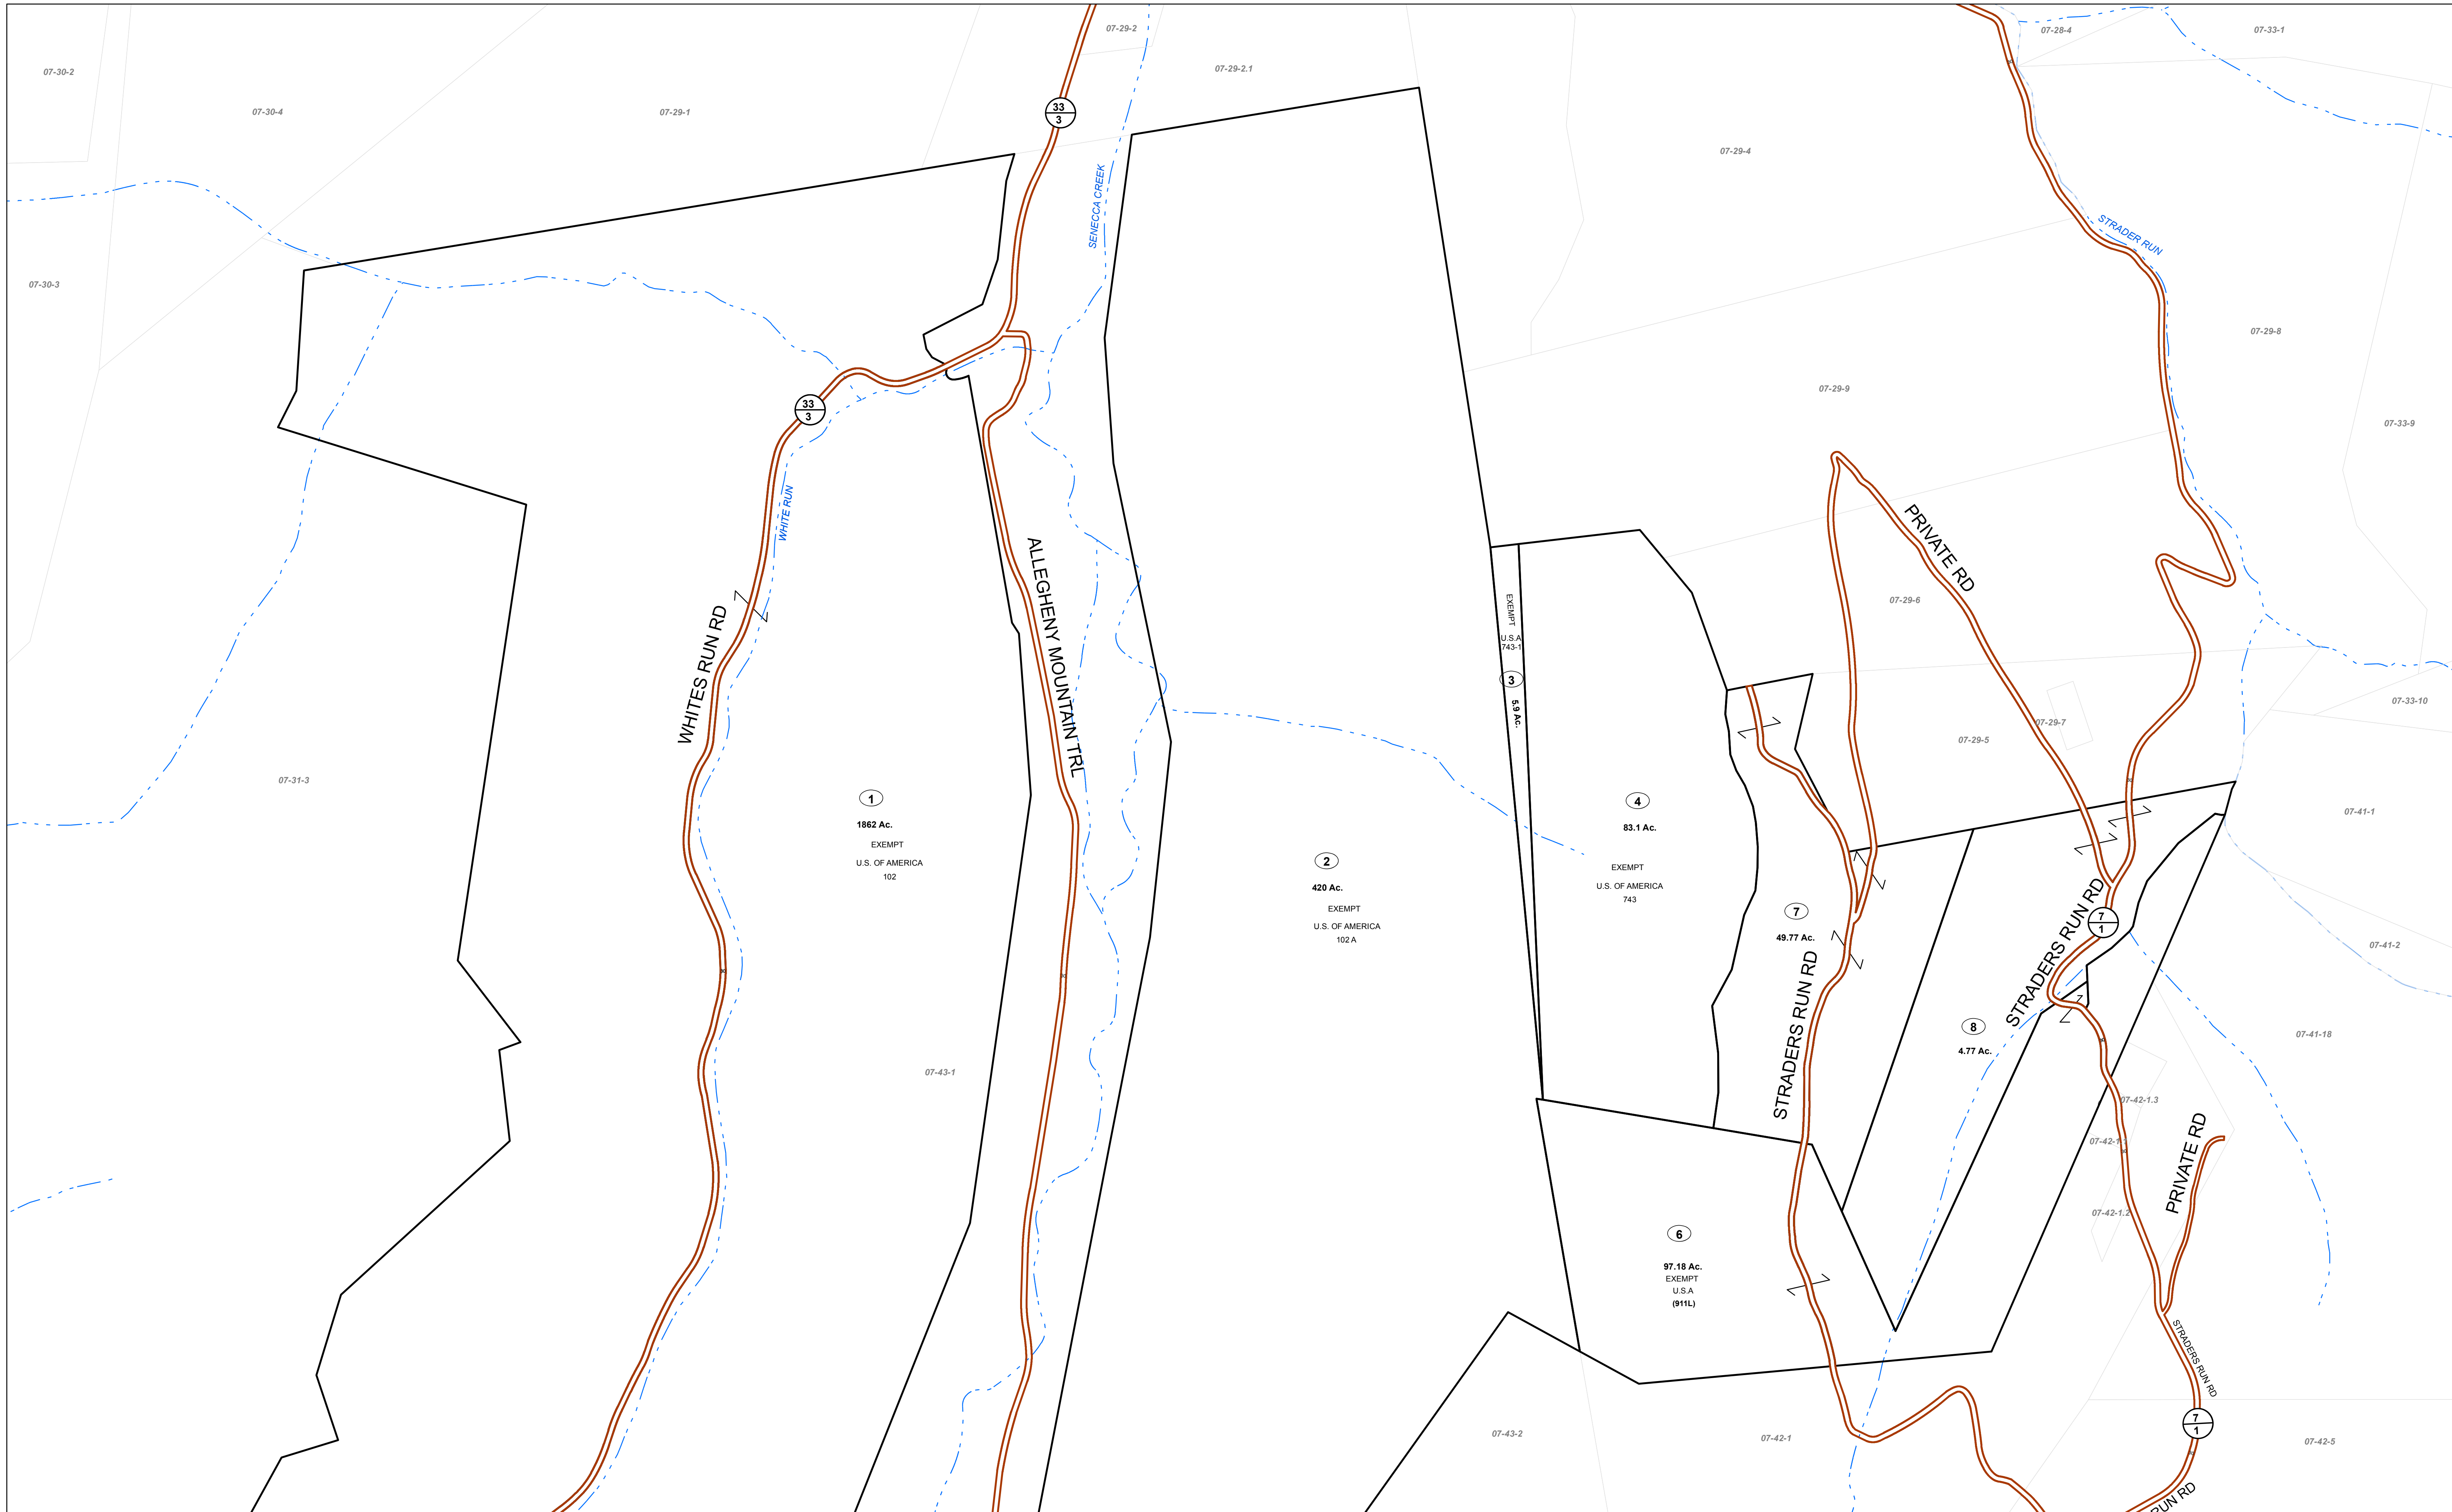 07-29-2
07-28-4
07-33-1
07-30-2
07-29-2.1
07-30-4
07-29-1
33
3
07-29-4
SENECCA CREEK
STRADER RUN
07-30-3
07-29-8
07-29-9
33
3
07-33-9
WHITE RUN
PRIVATE RD
ALLEGHENY MOUNTAIN TRL
WHITES RUN RD
EXEMPT
U.S.A
743-1
3
5.9 Ac.
07-29-6
07-33-10
07-29-7
07-29-5
07-31-3
1
1862 Ac.
EXEMPT
U.S. OF AMERICA
102
4
83.1 Ac.
EXEMPT
U.S. OF AMERICA
743
07-41-1
2
420 Ac.
EXEMPT
U.S. OF AMERICA
102 A
7
49.77 Ac.
STRADERS RUN RD
7
1
07-41-2
STRADERS RUN RD
8
4.77 Ac.
07-41-18
07-43-1
07-42-1.3
07-42-1.
07-42-1.2
PRIVATE RD
6
97.18 Ac.
EXEMPT
U.S.A
(911L)
STRADERS RUN RD
7
1
07-43-2
07-42-1
07-42-5
RUN RD